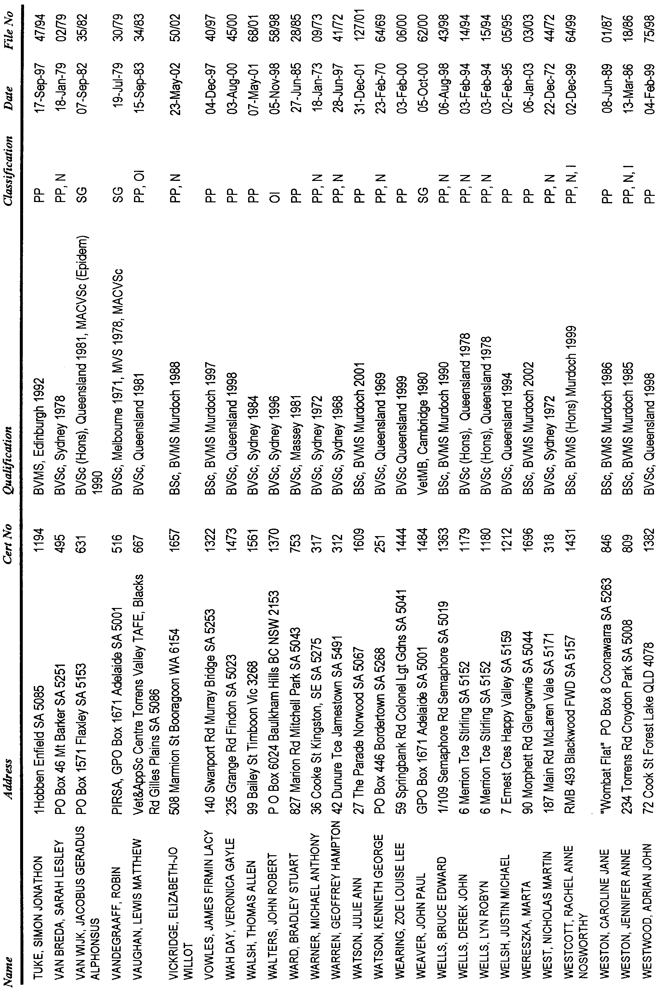 Name Address Cert No Qualification Classification Date File No
TUKE, SIMON JONATHON 1Hobben Enfield SA 5085 1194 BVMS, Edinburgh 1992 PP 17-Sep-97 47/94
VAN BREDA, SARAH LESLEY PO Box 46 Mt Barker SA 5251 495 BVSc, Sydney 1978 PP, N 18-Jan-79 02/79
VAN WIJK, JACOBUS GERADUS PO Box 1571 Flaxley SA 5153 631 BVSc (Hons), Queensland 1981, MACVSc (Epidem) SG 07-Sep-82 35/82
ALPHONSUS 1990
VANDEGRAAFF, ROBIN PIRSA, GPO Box 1671 Adelaide SA 5001 516 BVSc, Melbourne 1971, MVS 1978, MACVSc SG 19-Jul-79 30/79
VAUGHAN, LEWIS MATTHEW Vet&AppSc Centre Torrens Valley TAFE, Blacks 667 BVSc, Queensland 1981 PP, OI 15-Sep-83 34/83
Rd Gilles Plains SA 5086
VICKRIDGE, ELIZABETH-JO 508 Marmion St Booragoon WA 6154 1657 BSc, BVMS Murdoch 1988 PP, N 23-May-02 50/02
WILLOT
VOWLES, JAMES FIRMIN LACY 140 Swanport Rd Murray Bridge SA 5253 1322 BSc, BVMS Murdoch 1997 PP 04-Dec-97 40/97
WAH DAY, VERONICA GAYLE 235 Grange Rd Findon SA 5023 1473 BVSc, Queensland 1998 PP 03-Aug-00 45/00
WALSH, THOMAS ALLEN 99 Bailey St Timboon Vic 3268 1561 BVSc, Sydney 1984 PP 07-May-01 68/01
WALTERS, JOHN ROBERT P O Box 6024 Baulkham Hills BC NSW 2153 1370 BVSc, Sydney 1996 OI 05-Nov-98 58/98
WARD, BRADLEY STUART 827 Marion Rd Mitchell Park SA 5043 753 BVSc, Massey 1981 PP 27-Jun-85 28/85
WARNER, MICHAEL ANTHONY 36 Cooke St Kingston, SE SA 5275 317 BVSc, Sydney 1972 PP, N 18-Jan-73 09/73
WARREN, GEOFFREY HAMPTON 42 Dunure Tce Jamestown SA 5491 312 BVSc, Sydney 1968 PP, N 28-Jun-97 41/72
WATSON, JULIE ANN 27 The Parade Norwood SA 5067 1609 BSc, BVMS Murdoch 2001 PP 31-Dec-01 127/01
WATSON, KENNETH GEORGE PO Box 446 Bordertown SA 5268 251 BVSc, Queensland 1969 PP, N 23-Feb-70 64/69
WEARING, ZOE LOUISE LEE 59 Springbank Rd Colonel Lgt Gdns SA 5041 1444 BVSc Queensland 1999 PP 03-Feb-00 06/00
WEAVER, JOHN PAUL GPO Box 1671 Adelaide SA 5001 1484 VetMB, Cambridge 1980 SG 05-Oct-00 62/00
WELLS, BRUCE EDWARD 1/109 Semaphore Rd Semaphore SA 5019 1363 BSc, BVMS Murdoch 1990 PP, N 06-Aug-98 43/98
WELLS, DEREK JOHN 6 Merrion Tce Stirling SA 5152 1179 BVSc (Hons), Queensland 1978 PP, N 03-Feb-94 14/94
WELLS, LYN ROBYN 6 Merrion Tce Stirling SA 5152 1180 BVSc (Hons), Queensland 1978 PP, N 03-Feb-94 15/94
WELSH, JUSTIN MICHAEL 7 Ernest Cres Happy Valley SA 5159 1212 BVSc, Queensland 1994 PP 02-Feb-95 05/95
WERESZKA, MARTA 90 Morphett Rd Glengowrie SA 5044 1696 BSc, BVMS Murdoch 2002 PP 06-Jan-03 03/03
WEST, NICHOLAS MARTIN 187 Main Rd McLaren Vale SA 5171 318 BVSc, Sydney 1972 PP, N 22-Dec-72 44/72
WESTCOTT, RACHEL ANNE RMB 493 Blackwood FWD SA 5157 1431 BSc, BVMS (Hons) Murdoch 1999 PP, N, I 02-Dec-99 64/99
NOSWORTHY
WESTON, CAROLINE JANE "Wombat Flat" PO Box 8 Coonawarra SA 5263 846 BSc, BVMS Murdoch 1986 PP 08-Jun-89 01/87
WESTON, JENNIFER ANNE 234 Torrens Rd Croydon Park SA 5008 809 BSc, BVMS Murdoch 1985 PP, N, I 13-Mar-86 18/86
WESTWOOD, ADRIAN JOHN 72 Cook St Forest Lake QLD 4078 1382 BVSc, Queensland 1998 PP 04-Feb-99 75/98